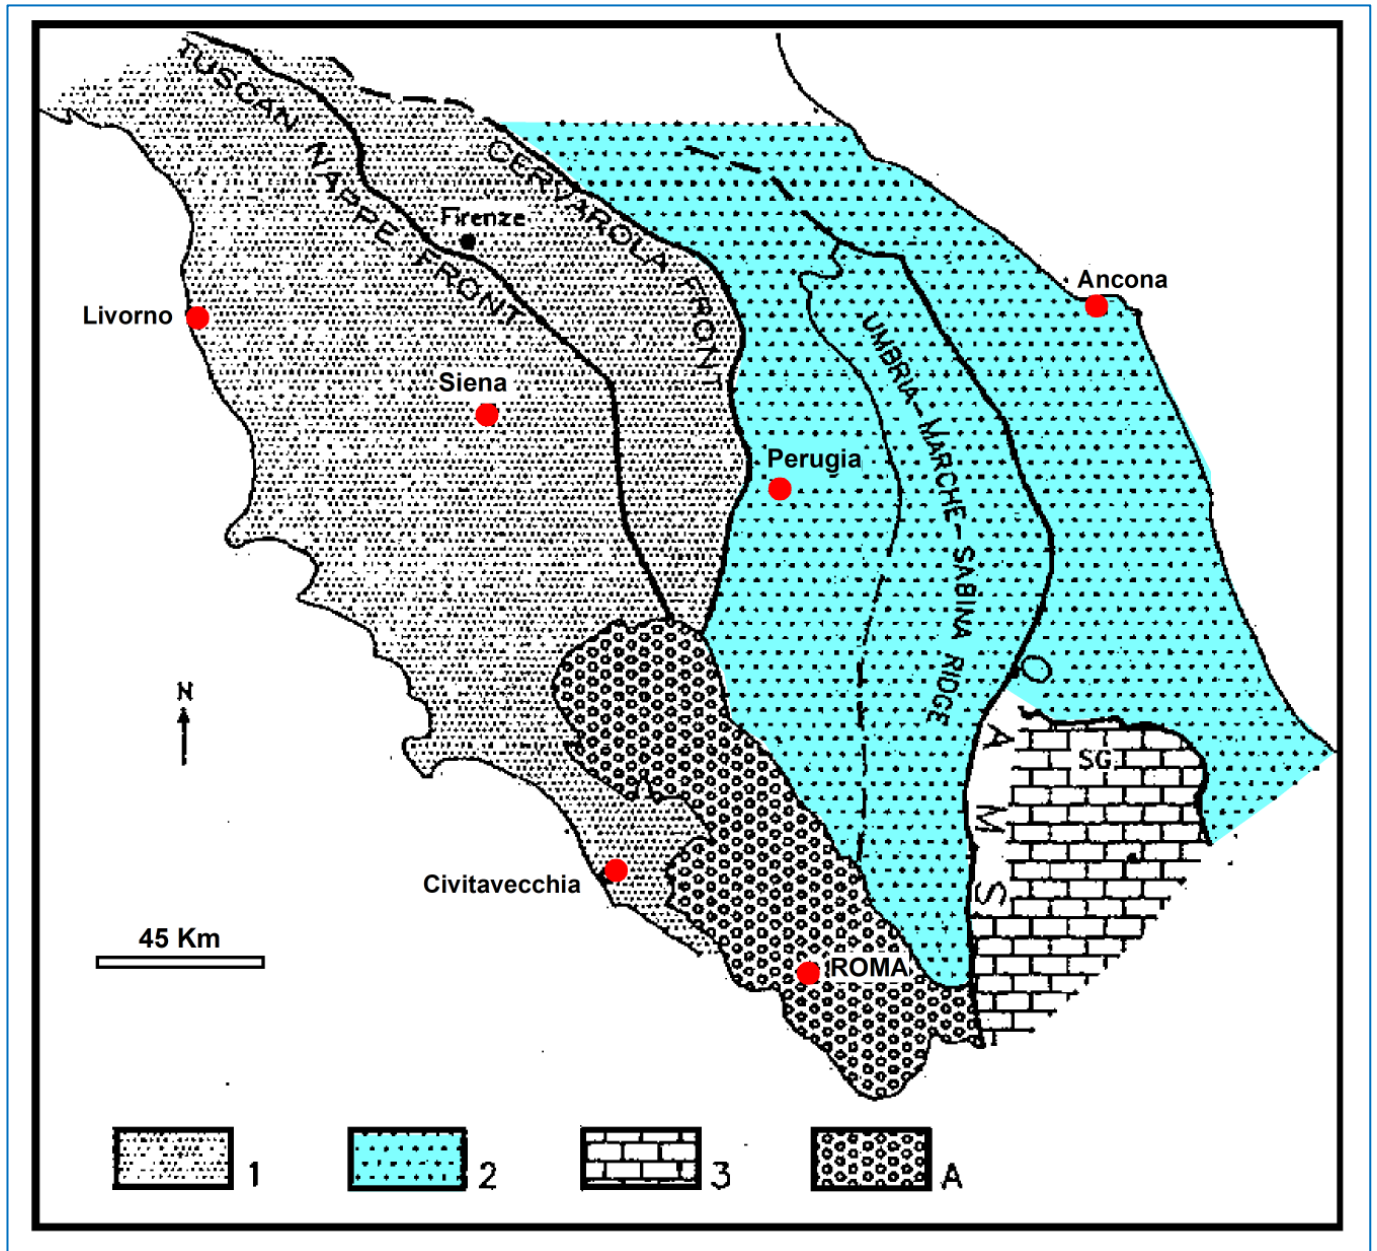 TUSCAN NAPPE FRONT
CERVAROLA FRONT
Firenze
Ancona
Livorno
UMBRIA-MARCHE-SABINA RIDGE
Siena
Perugia
N
O A M S L
SG
Civitavecchia
45 Km
ROMA
1
2
3
A